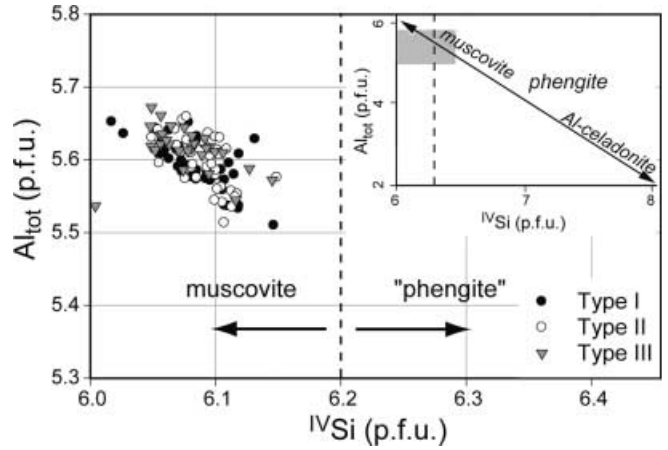 5.8
5.7
5.6
5.5
5.4
5.3
Al_tot (p.f.u.)
6.0
6.1
6.2
6.3
6.4
^IVSi (p.f.u.)
muscovite
"phengite"
Type I
Type II
Type III
6
4
2
Al_tot (p.f.u.)
6
7
8
^IVSi (p.f.u.)
muscovite
phengite
Al-celadonite